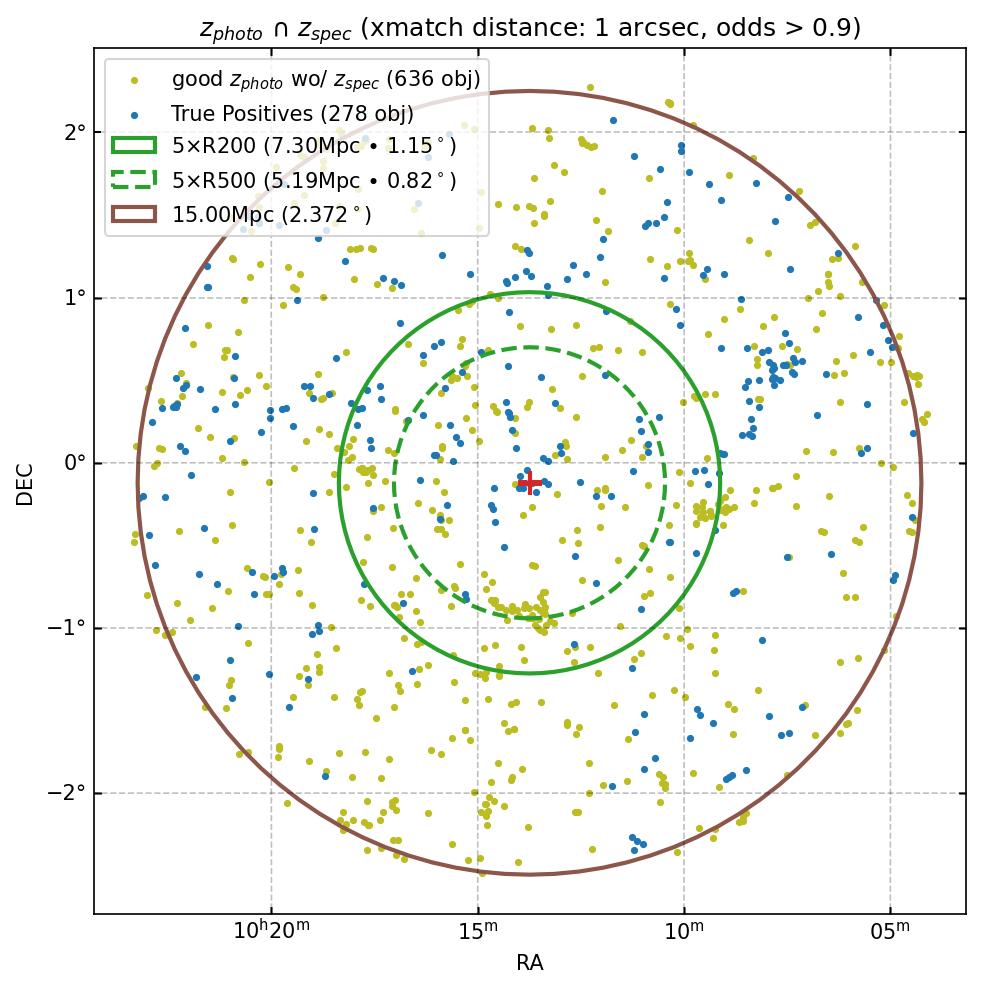 z_photo ∩ z_spec (xmatch distance: 1 arcsec, odds > 0.9)
good z_photo wo/ z_spec (636 obj)
True Positives (278 obj)
5×R200 (7.30Mpc • 1.15°)
5×R500 (5.19Mpc • 0.82°)
15.00Mpc (2.372°)
2°
1°
0°
−1°
−2°
DEC
10h20m 15m 10m 05m
RA